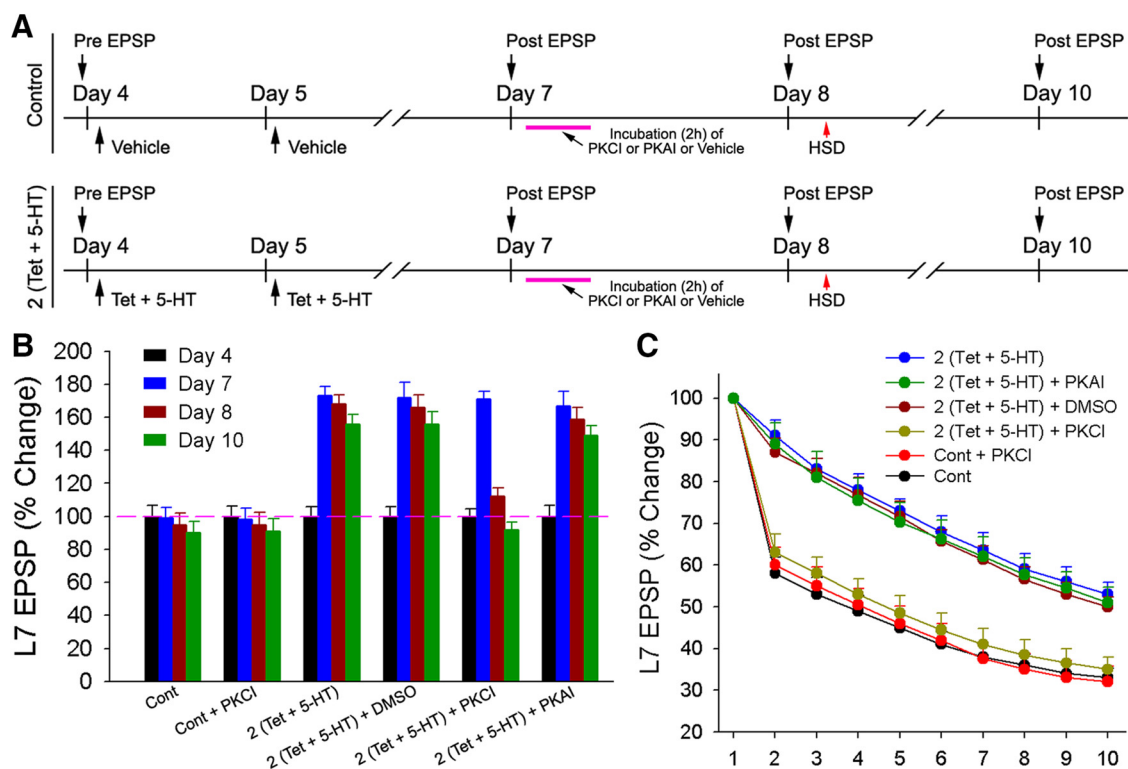 A
Control
Pre EPSP
Post EPSP
Post EPSP
Post EPSP
Day 4
Day 5
Day 7
Day 8
Day 10
Vehicle
Vehicle
Incubation (2h) of
PKCI or PKAI or Vehicle
HSD
2 (Tet + 5-HT)
Pre EPSP
Post EPSP
Post EPSP
Post EPSP
Day 4
Day 5
Day 7
Day 8
Day 10
Tet + 5-HT
Tet + 5-HT
Incubation (2h) of
PKCI or PKAI or Vehicle
HSD
B
L7 EPSP (% Change)
200
180
160
140
120
100
80
60
40
20
0
Day 4
Day 7
Day 8
Day 10
Cont
Cont + PKCI
2 (Tet + 5-HT)
2 (Tet + 5-HT) + DMSO
2 (Tet + 5-HT) + PKCI
2 (Tet + 5-HT) + PKAI
C
L7 EPSP (% Change)
100
90
80
70
60
50
40
30
20
2 (Tet + 5-HT)
2 (Tet + 5-HT) + PKAI
2 (Tet + 5-HT) + DMSO
2 (Tet + 5-HT) + PKCI
Cont + PKCI
Cont
1 2 3 4 5 6 7 8 9 10